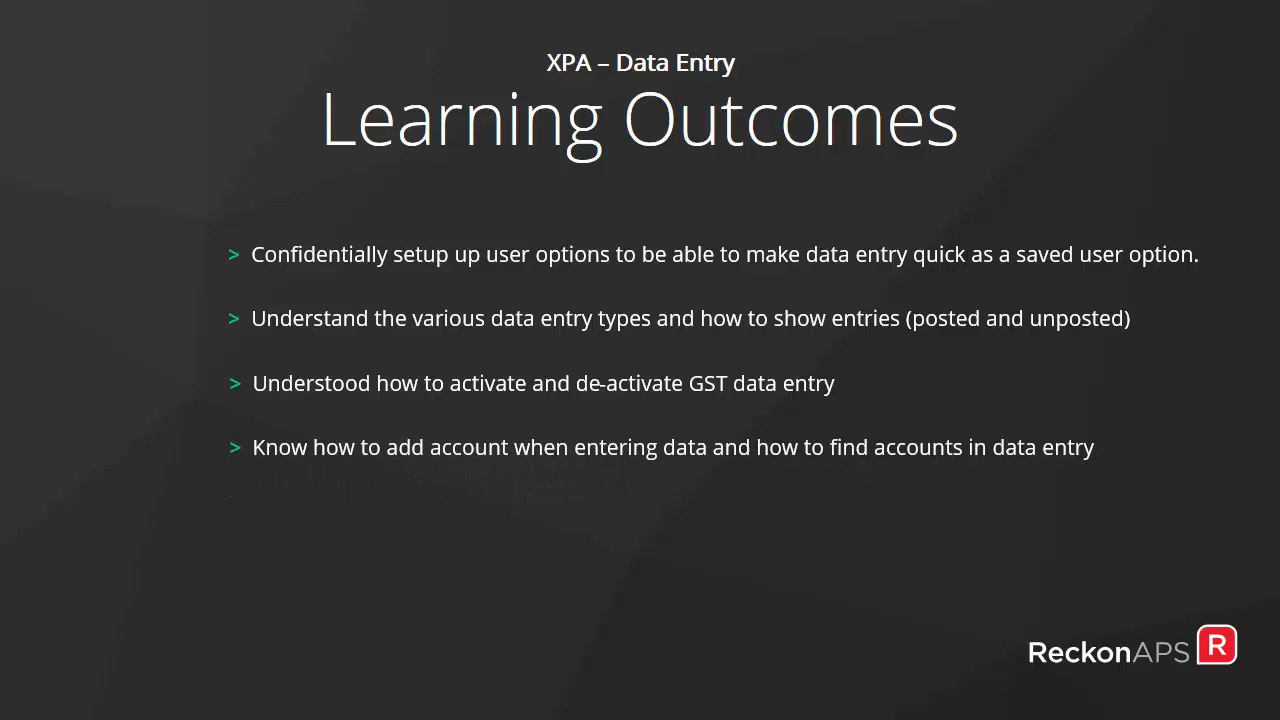 XPA – Data Entry
Learning Outcomes
> Confidentially setup up user options to be able to make data entry quick as a saved user option.
> Understand the various data entry types and how to show entries (posted and unposted)
> Understood how to activate and de-activate GST data entry
> Know how to add account when entering data and how to find accounts in data entry
ReckonAPS R